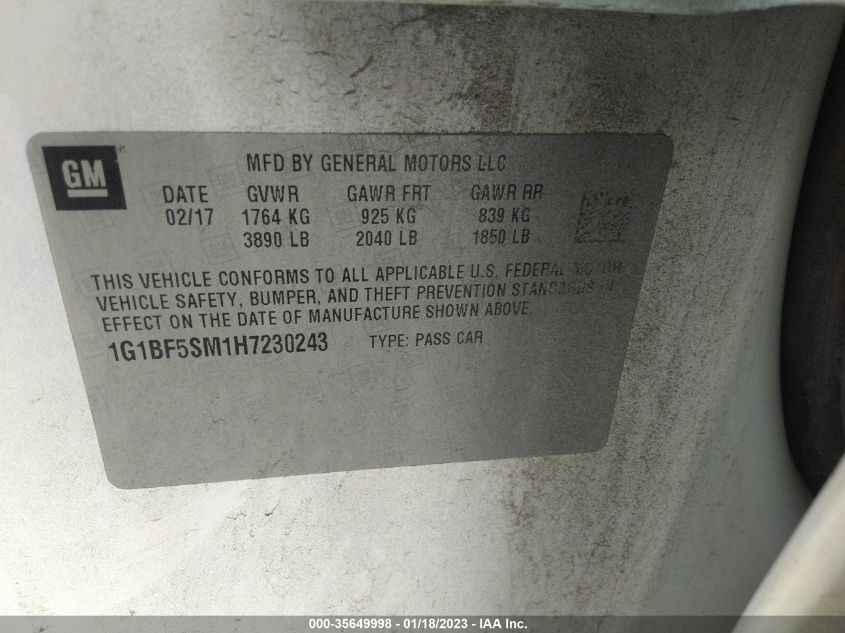 GM
MFD BY GENERAL MOTORS LLC
DATE GVWR GAWR FRT GAWR RR
02/17 1764 KG 925 KG 839 KG
3890 LB 2040 LB 1850 LB
THIS VEHICLE CONFORMS TO ALL APPLICABLE U.S. FEDERAL MOTOR
VEHICLE SAFETY, BUMPER, AND THEFT PREVENTION STANDARDS IN
EFFECT ON THE DATE OF MANUFACTURE SHOWN ABOVE.
1G1BF5SM1H7230243 TYPE: PASS CAR
000-35649998 - 01/18/2023 - IAA Inc.